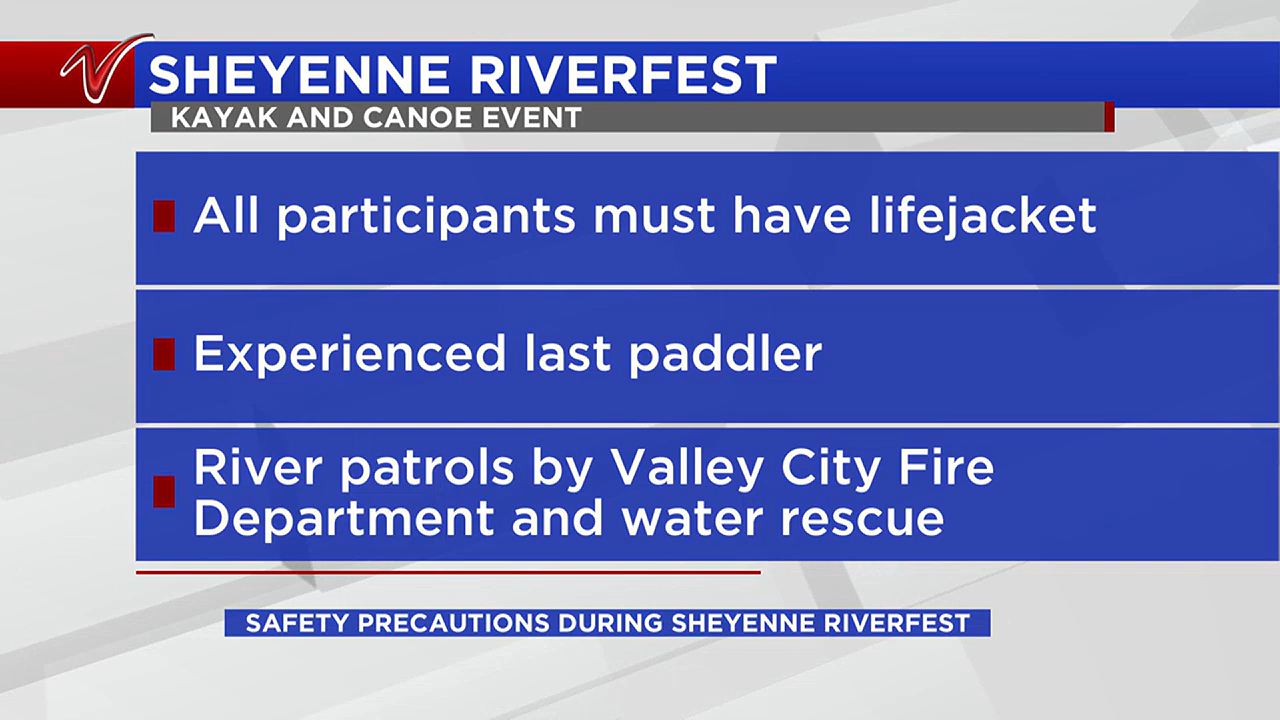 SHEYENNE RIVERFEST
KAYAK AND CANOE EVENT
All participants must have lifejacket
Experienced last paddler
River patrols by Valley City Fire
Department and water rescue
SAFETY PRECAUTIONS DURING SHEYENNE RIVERFEST